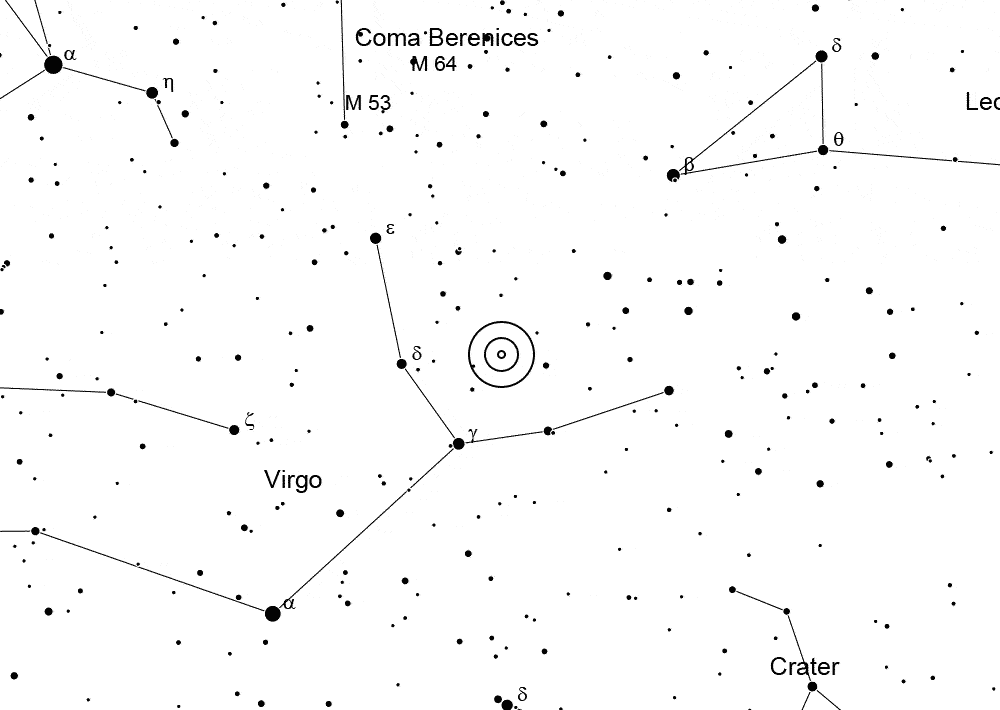 Coma Berenices
δ
α
M 64
η
M 53
Leo
θ
β
ε
δ
ζ
γ
Virgo
α
Crater
δ